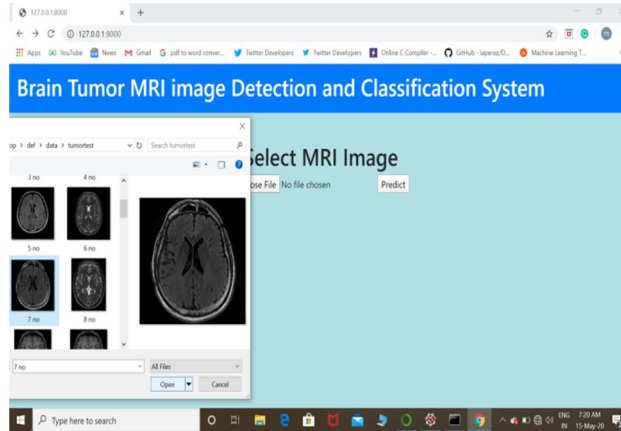 127.0.0.1:8000
127.0.0.1:8000
Apps YouTube News Gmail pdf to word conver... Twitter Developers Twitter Developers Online C Compiler -... GitHub - iaperez/D... Machine Learning T...
Brain Tumor MRI image Detection and Classification System
op > def > data > tumortest Search tumortest
3 no 4 no
5 no 6 no
7 no 8 no
7 no All Files
Open Cancel
Select MRI Image
ose File No file chosen Predict
Type here to search
ENG 7:20 AM
IN 15-May-20